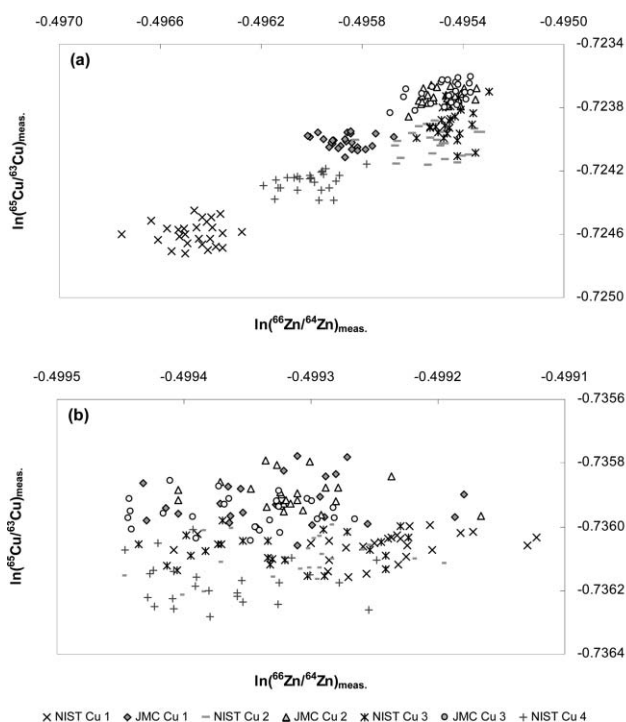 -0.4970 -0.4966 -0.4962 -0.4958 -0.4954 -0.4950
(a)
-0.7234
-0.7238
-0.7242
-0.7246
-0.7250
ln(⁶⁵Cu/⁶³Cu)meas.
ln(⁶⁶Zn/⁶⁴Zn)meas.
-0.4995 -0.4994 -0.4993 -0.4992 -0.4991
(b)
-0.7356
-0.7358
-0.7360
-0.7362
-0.7364
ln(⁶⁵Cu/⁶³Cu)meas.
ln(⁶⁶Zn/⁶⁴Zn)meas.
NIST Cu 1 JMC Cu 1 NIST Cu 2 JMC Cu 2 NIST Cu 3 JMC Cu 3 NIST Cu 4